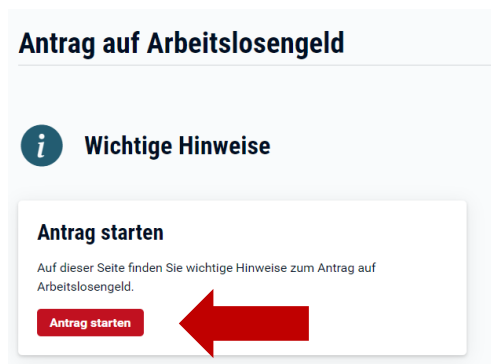 Antrag auf Arbeitslosengeld
i
Wichtige Hinweise
Antrag starten
Auf dieser Seite finden Sie wichtige Hinweise zum Antrag auf
Arbeitslosengeld.
Antrag starten